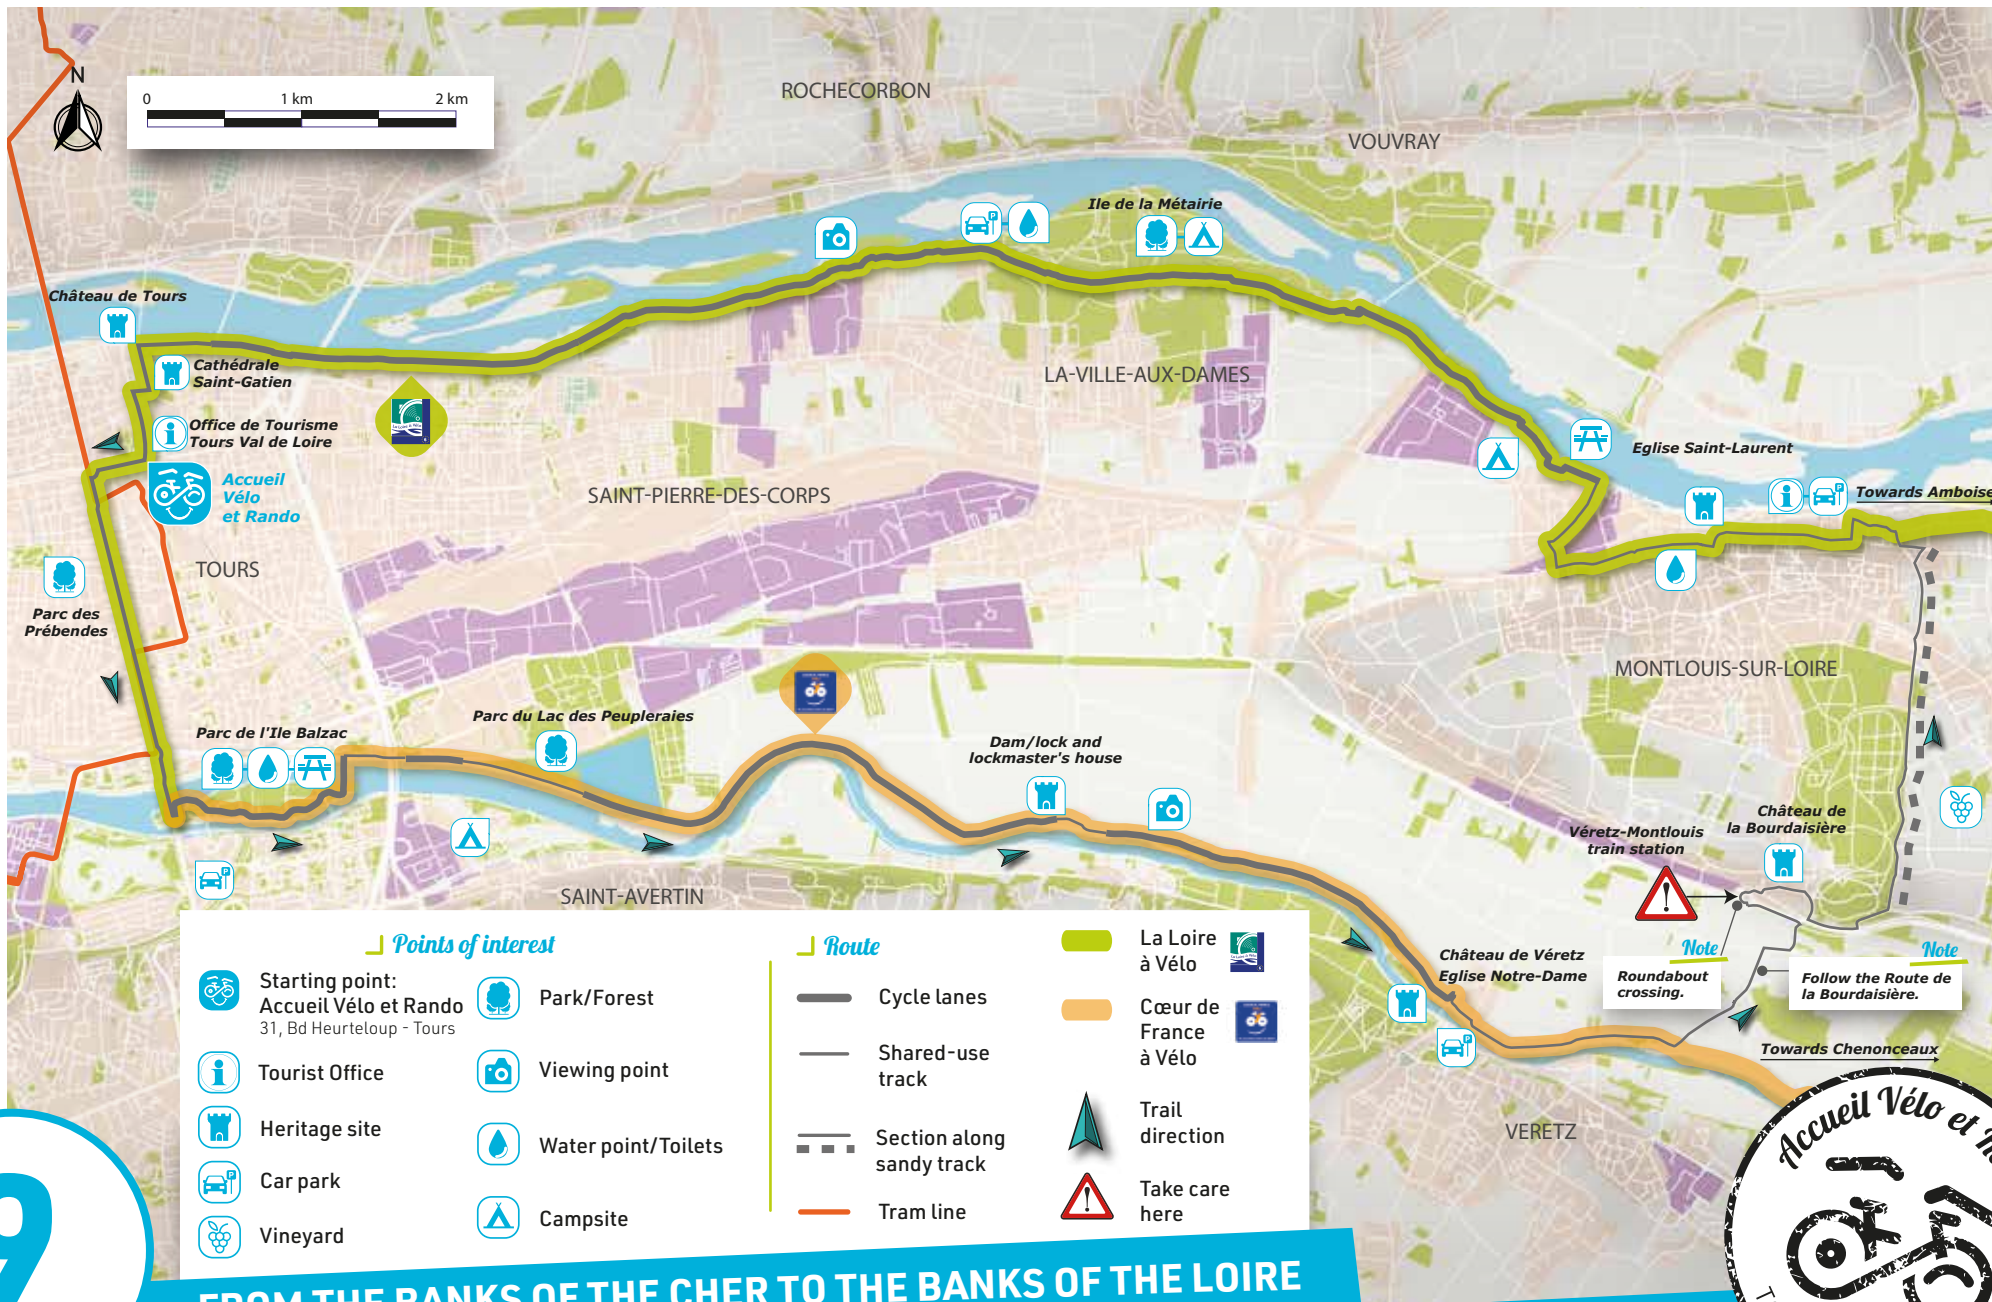 N
0 1 km 2 km
ROCHECORBON
VOUVRAY
Ile de la Métairie
Château de Tours
Cathédrale
Saint-Gatien
LA-VILLE-AUX-DAMES
Office de Tourisme
Tours Val de Loire
Eglise Saint-Laurent
Accueil
Vélo
et Rando
SAINT-PIERRE-DES-CORPS
Towards Amboise
TOURS
Parc des
Prébendes
MONTLOUIS-SUR-LOIRE
Parc du Lac des Peupleraies
Parc de l'Ile Balzac
Dam/lock and
lockmaster's house
Château de
la Bourdaisière
Véretz-Montlouis
train station
SAINT-AVERTIN
Note
Roundabout
crossing.
Note
Follow the Route de
la Bourdaisière.
Château de Véretz
Eglise Notre-Dame
Towards Chenonceaux
VERETZ
Points of interest
Starting point:
Accueil Vélo et Rando
31, Bd Heurteloup - Tours
Tourist Office
Heritage site
Car park
Vineyard
Park/Forest
Viewing point
Water point/Toilets
Campsite
Route
Cycle lanes
Shared-use
track
Section along
sandy track
Tram line
La Loire
à Vélo
Cœur de
France
à Vélo
Trail
direction
Take care
here
9
FROM THE BANKS OF THE CHER TO THE BANKS OF THE LOIRE
Accueil Vélo et